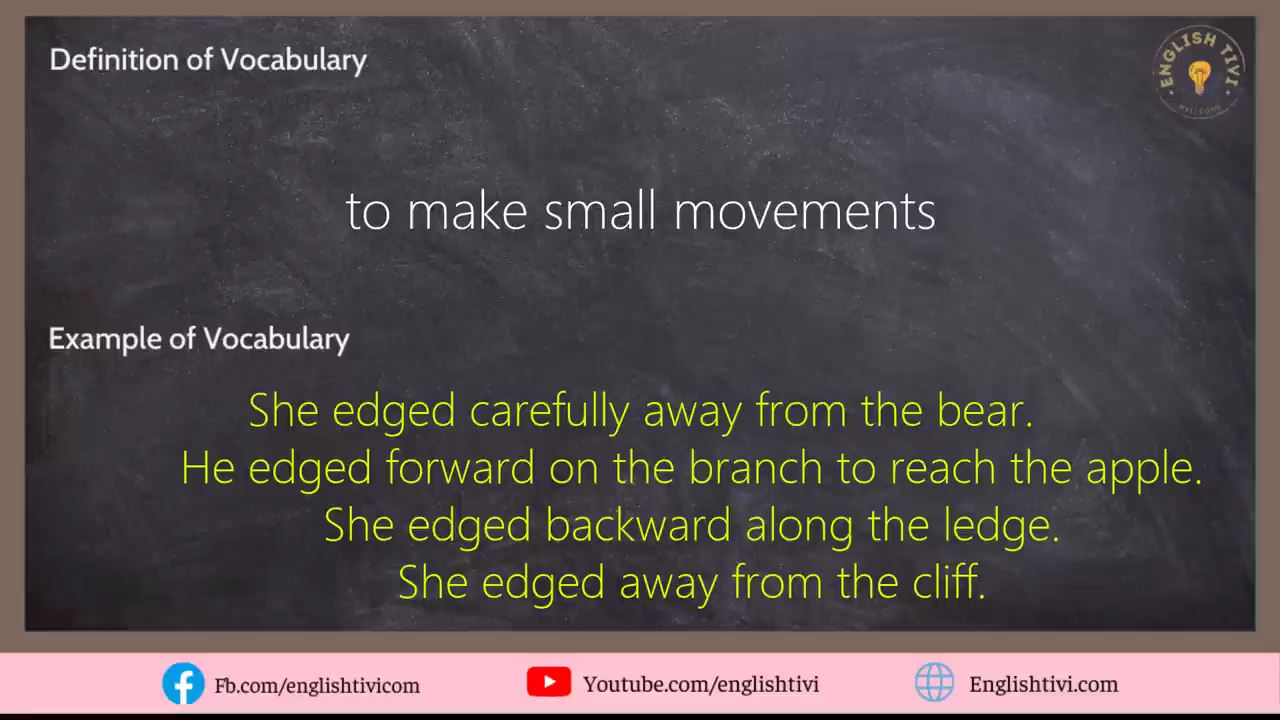 Definition of Vocabulary
ENGLISH TIVI
WELCOME
to make small movements
Example of Vocabulary
She edged carefully away from the bear.
He edged forward on the branch to reach the apple.
She edged backward along the ledge.
She edged away from the cliff.
Fb.com/englishtivicom
Youtube.com/englishtivi
Englishtivi.com